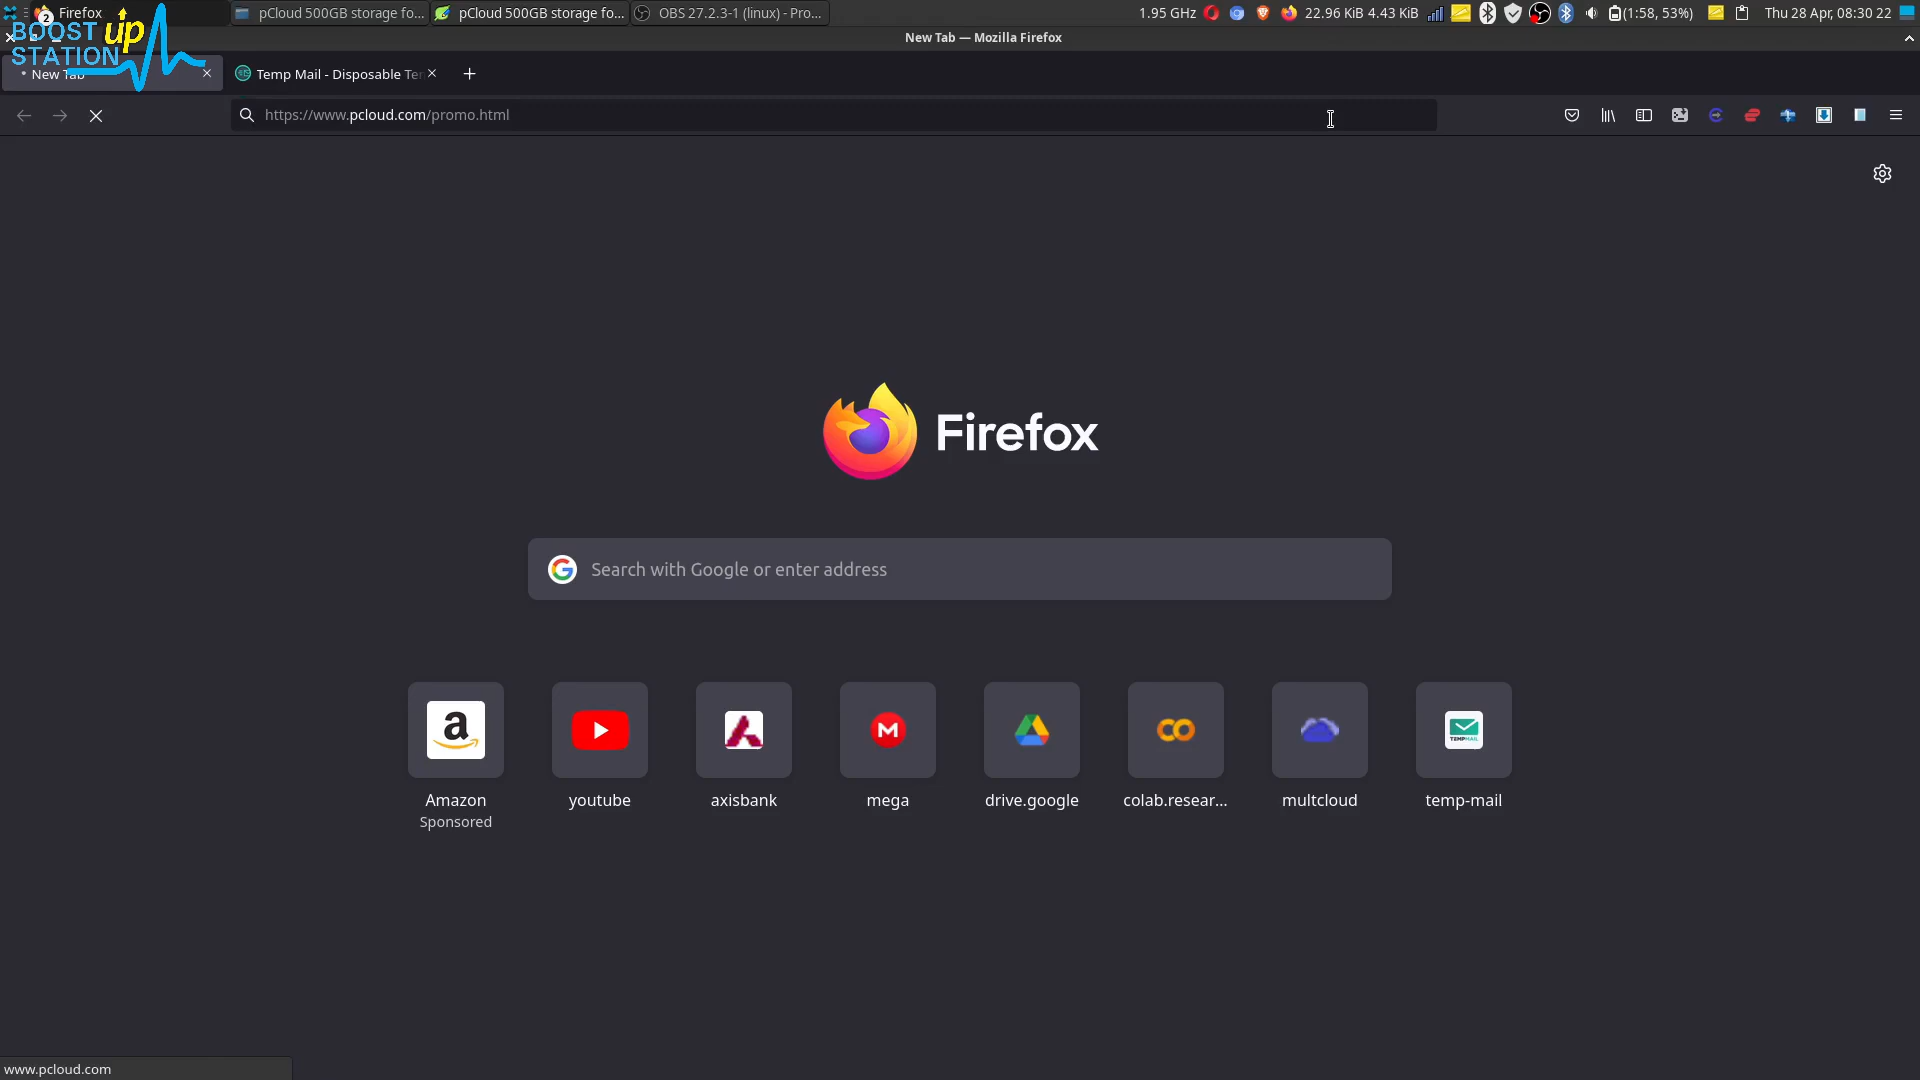 Firefox
pCloud 500GB storage fo...
pCloud 500GB storage fo...
OBS 27.2.3-1 (linux) - Pro...
1.95 GHz
22.96 KiB 4.43 KiB
(1:58, 53%)
Thu 28 Apr, 08:30 22
2
BOOST up
STATION
New Tab — Mozilla Firefox
New Tab
Temp Mail - Disposable Te
https://www.pcloud.com/promo.html
Firefox
Search with Google or enter address
Amazon
Sponsored
youtube
axisbank
mega
drive.google
colab.resear...
multcloud
TEMPMAIL
temp-mail
www.pcloud.com